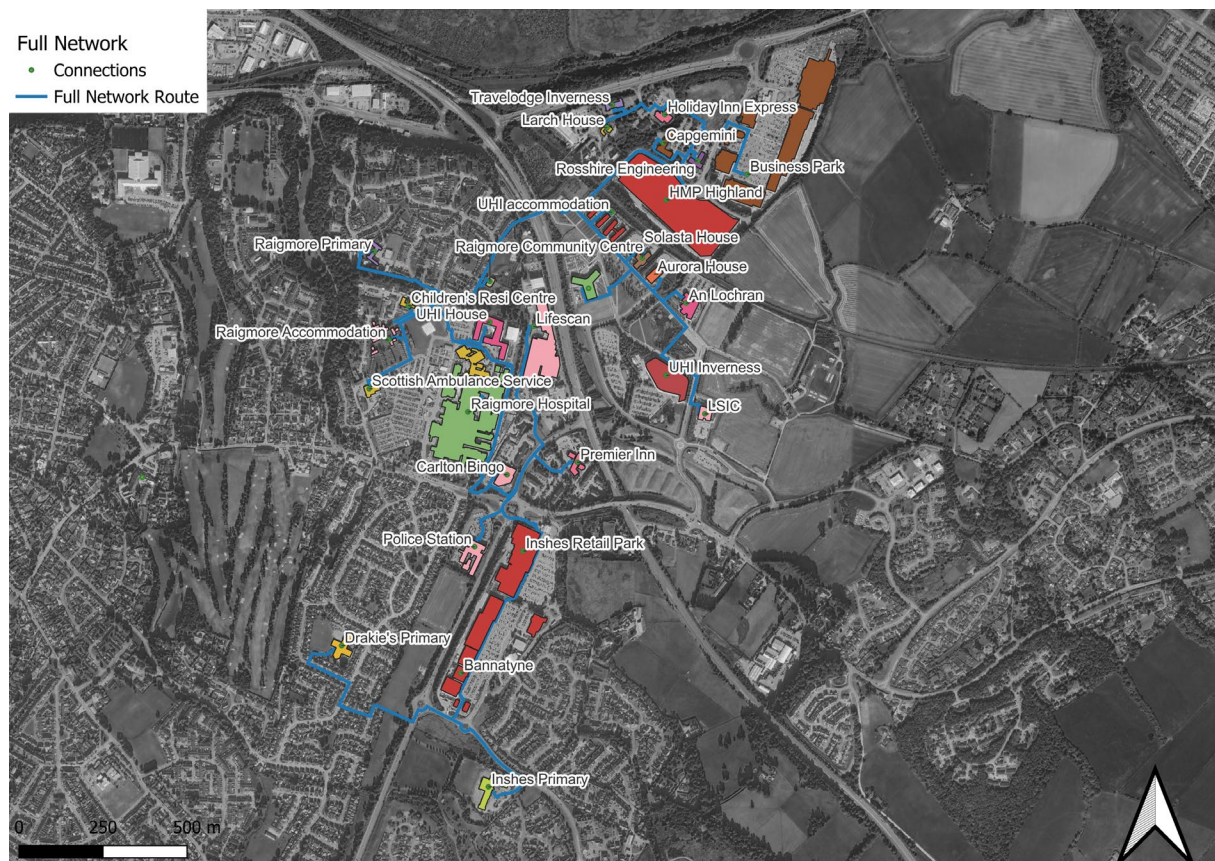 Full Network
Connections
Full Network Route
Travelodge Inverness
Holiday Inn Express
Larch House
Capgemini
Rosshire Engineering
Business Park
HMP Highland
UHI accommodation
Solasta House
Raigmore Primary
Raigmore Community Centre
Aurora House
An Lochran
Children's Resi Centre
UHI House
Lifescan
Raigmore Accommodation
UHI Inverness
Scottish Ambulance Service
Raigmore Hospital
LSIC
Carlton Bingo
Premier Inn
Police Station
Inshes Retail Park
Drakie's Primary
Bannatyne
Inshes Primary
0 250 500 m